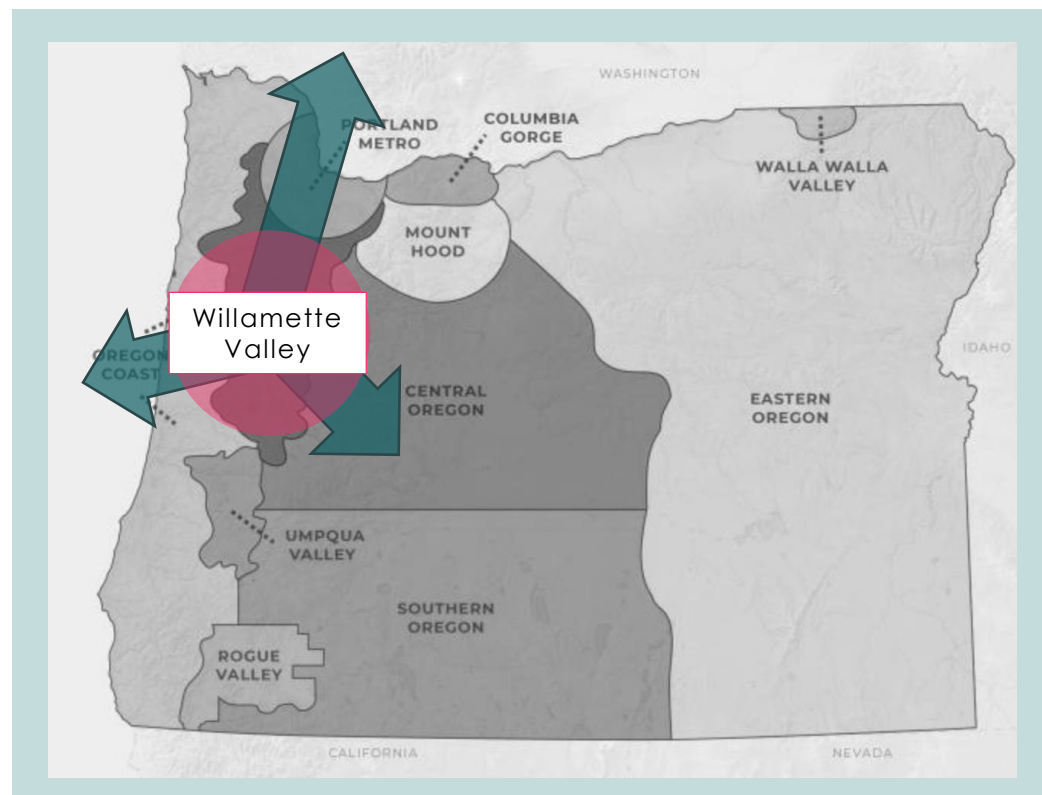 WASHINGTON
PORTLAND
METRO
COLUMBIA
GORGE
WALLA WALLA
VALLEY
MOUNT
HOOD
Willamette
Valley
OREGON
COAST
IDAHO
CENTRAL
OREGON
EASTERN
OREGON
UMPQUA
VALLEY
SOUTHERN
OREGON
ROGUE
VALLEY
CALIFORNIA
NEVADA